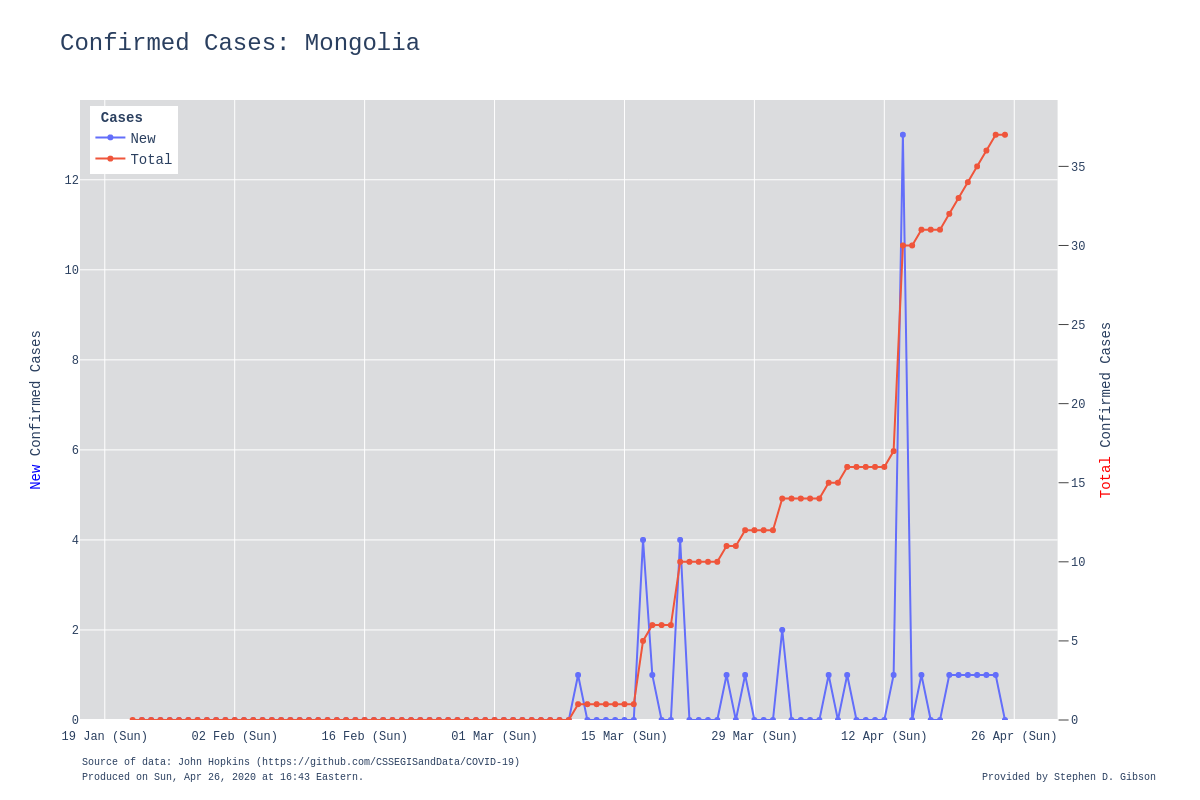 Confirmed Cases: Mongolia
Cases
New
Total
12
10
8
6
4
2
0
35
30
25
20
15
10
5
0
New Confirmed Cases
Total Confirmed Cases
19 Jan (Sun)
02 Feb (Sun)
16 Feb (Sun)
01 Mar (Sun)
15 Mar (Sun)
29 Mar (Sun)
12 Apr (Sun)
26 Apr (Sun)
Source of data: John Hopkins (https://github.com/CSSEGISandData/COVID-19)
Produced on Sun, Apr 26, 2020 at 16:43 Eastern.
Provided by Stephen D. Gibson